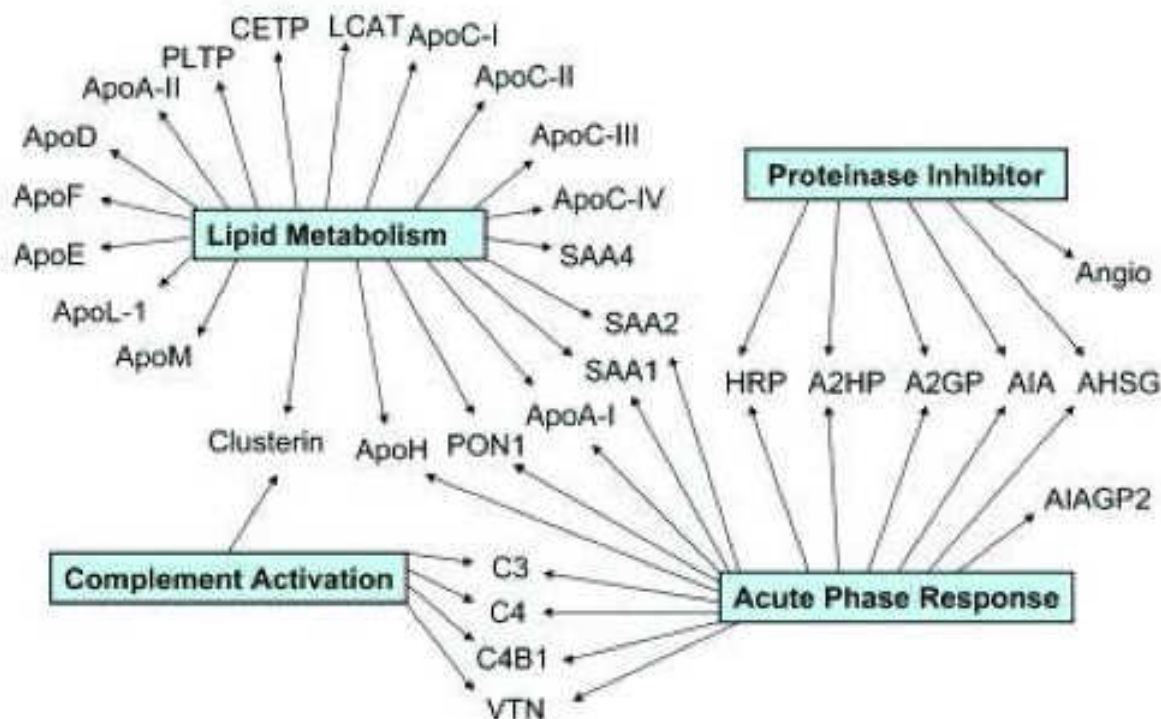 CETP LCAT ApoC-I
PLTP
ApoA-II ApoC-II
ApoD ApoC-III
Proteinase Inhibitor
ApoF ApoC-IV
Lipid Metabolism
ApoE SAA4
Angio
ApoL-1
SAA2
ApoM
SAA1 HRP A2HP A2GP AIA AHSG
ApoA-I
Clusterin ApoH PON1
AIAGP2
C3
Complement Activation
Acute Phase Response
C4
C4B1
VTN